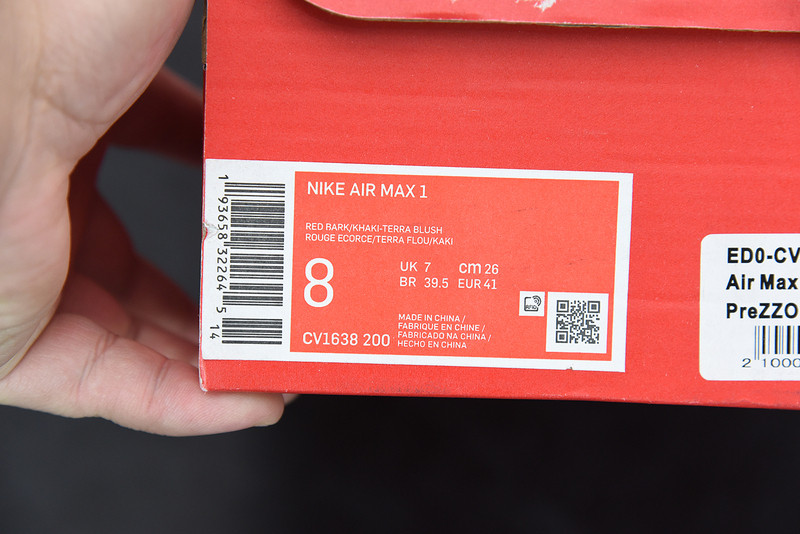 NIKE AIR MAX 1
RED BARK/KHAKI-TERRA BLUSH
ROUGE ECORCE/TERRA FLOU/KAKI
8
UK 7 cm 26
BR 39.5 EUR 41
CV1638 200
MADE IN CHINA /
FABRIQUE EN CHINE /
FABRICADO NA CHINA /
HECHO EN CHINA
1 93658 32264 5 14
ED0-CV
Air Max
PreZZO
2 1000